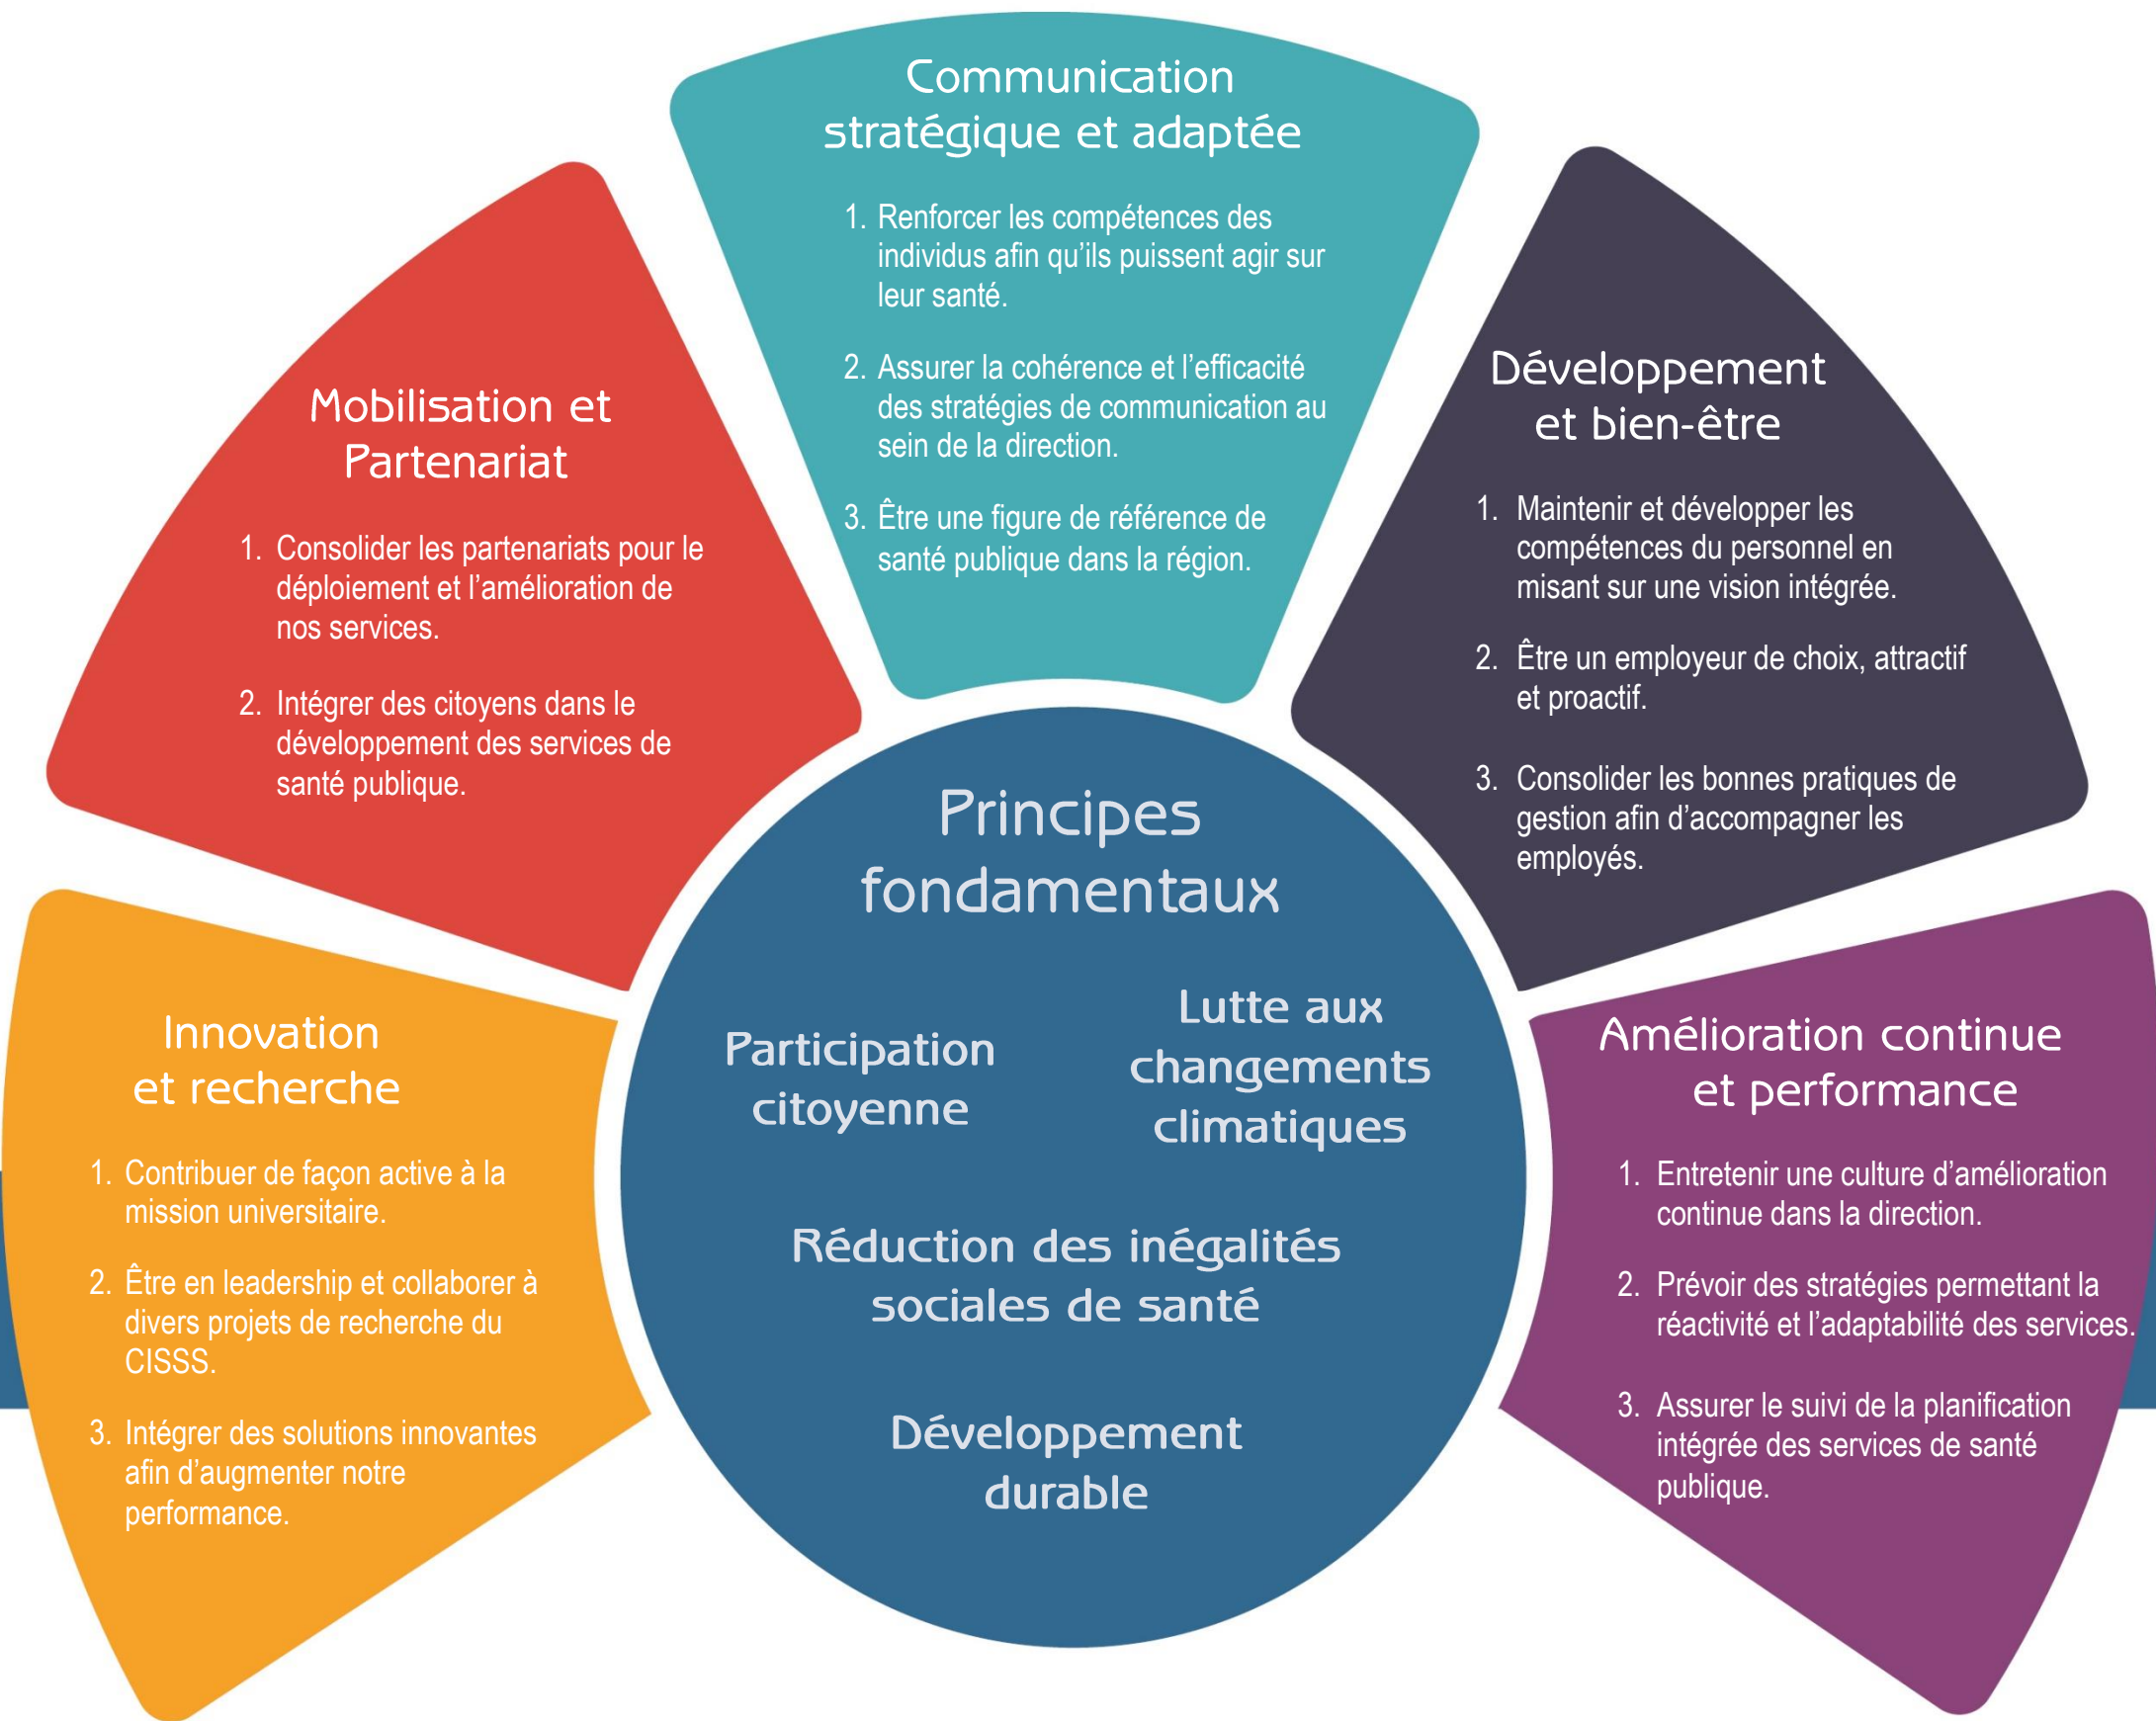 Communication
stratégique et adaptée
1. Renforcer les compétences des
individus afin qu’ils puissent agir sur
leur santé.
2. Assurer la cohérence et l’efficacité
des stratégies de communication au
sein de la direction.
3. Être une figure de référence de
santé publique dans la région.
Mobilisation et
Partenariat
1. Consolider les partenariats pour le
déploiement et l’amélioration de
nos services.
2. Intégrer des citoyens dans le
développement des services de
santé publique.
Développement
et bien-être
1. Maintenir et développer les
compétences du personnel en
misant sur une vision intégrée.
2. Être un employeur de choix, attractif
et proactif.
3. Consolider les bonnes pratiques de
gestion afin d’accompagner les
employés.
Innovation
et recherche
1. Contribuer de façon active à la
mission universitaire.
2. Être en leadership et collaborer à
divers projets de recherche du
CISSS.
3. Intégrer des solutions innovantes
afin d’augmenter notre
performance.
Principes
fondamentaux
Participation
citoyenne
Lutte aux
changements
climatiques
Réduction des inégalités
sociales de santé
Développement
durable
Amélioration continue
et performance
1. Entretenir une culture d’amélioration
continue dans la direction.
2. Prévoir des stratégies permettant la
réactivité et l’adaptabilité des services.
3. Assurer le suivi de la planification
intégrée des services de santé
publique.